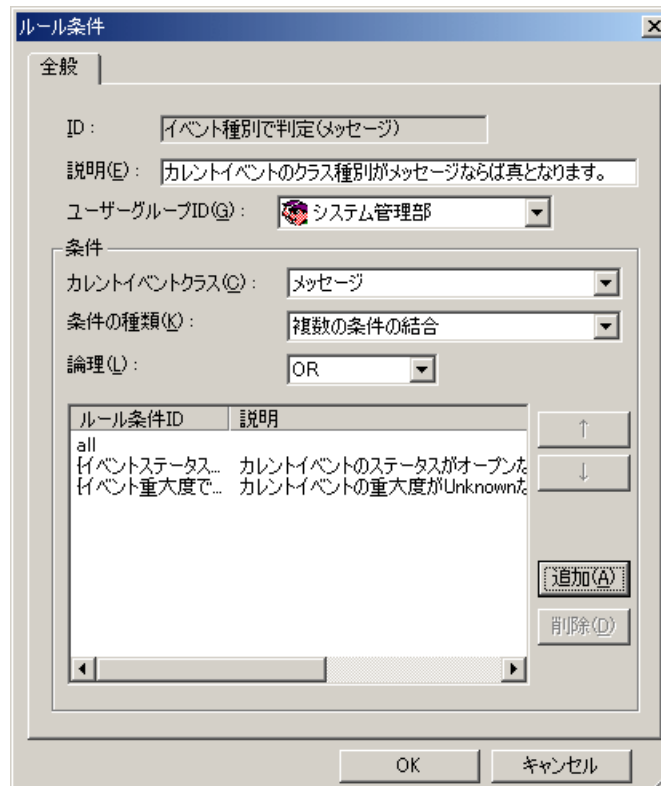 ルール条件
全般
ID : イベント種別で判定(メッセージ)
説明(E) : カレントイベントのクラス種別がメッセージならば真となります。
ユーザーグループID(G) : システム管理部
条件
カレントイベントクラス(C) : メッセージ
条件の種類(K) : 複数の条件の結合
論理(L) : OR
ルール条件ID 説明
all
イベントステータス... カレントイベントのステータスがオープンな
イベント重大度で... カレントイベントの重大度がUnknownな
↑
↓
追加(A)
削除(D)
OK キャンセル